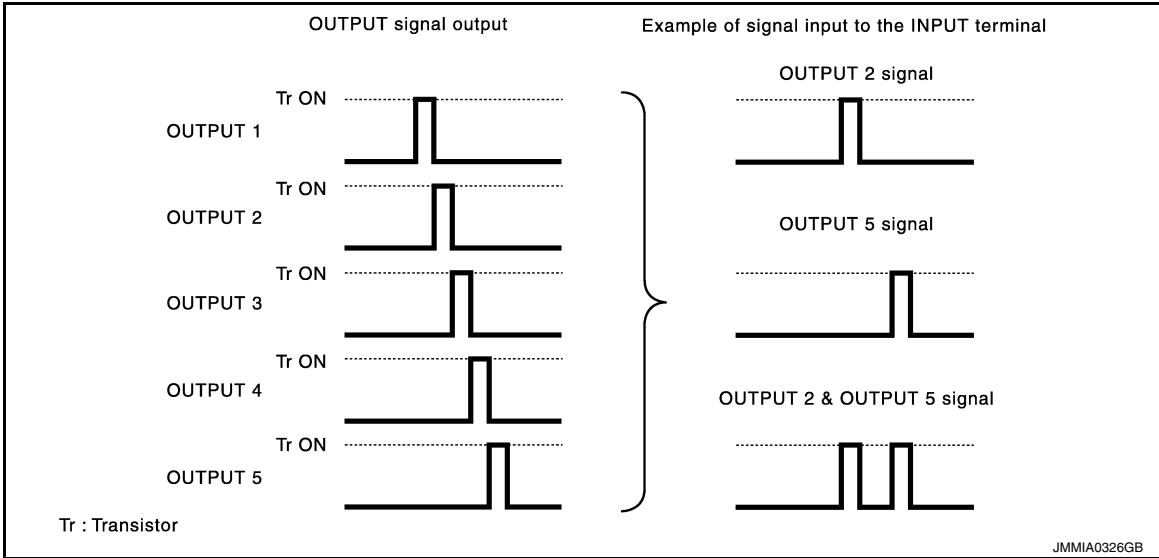 OUTPUT signal output
Example of signal input to the INPUT terminal
Tr ON
OUTPUT 1
Tr ON
OUTPUT 2
Tr ON
OUTPUT 3
Tr ON
OUTPUT 4
Tr ON
OUTPUT 5
OUTPUT 2 signal
OUTPUT 5 signal
OUTPUT 2 & OUTPUT 5 signal
Tr : Transistor
JMMIA0326GB